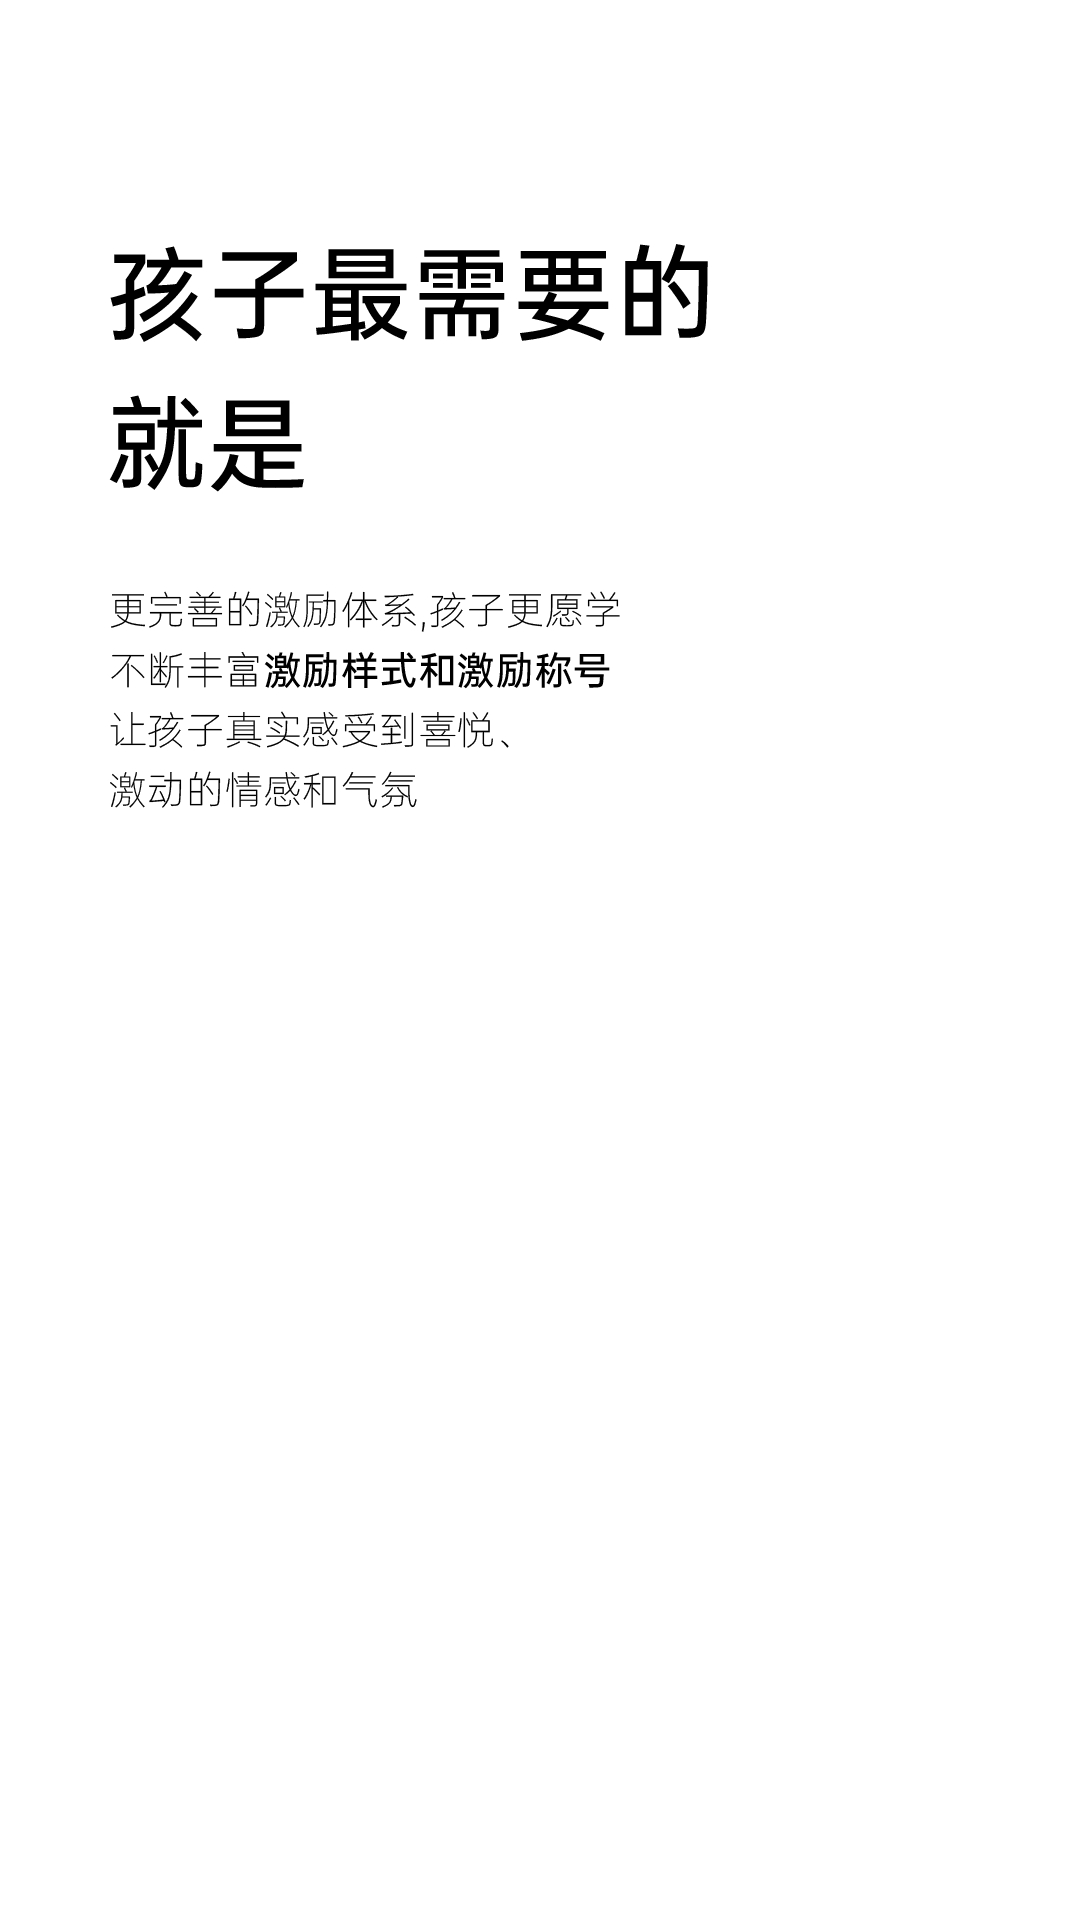 孩子最需要的
就是
更完善的激励体系,孩子更愿学
不断丰富激励样式和激励称号
让孩子真实感受到喜悦、
激动的情感和气氛